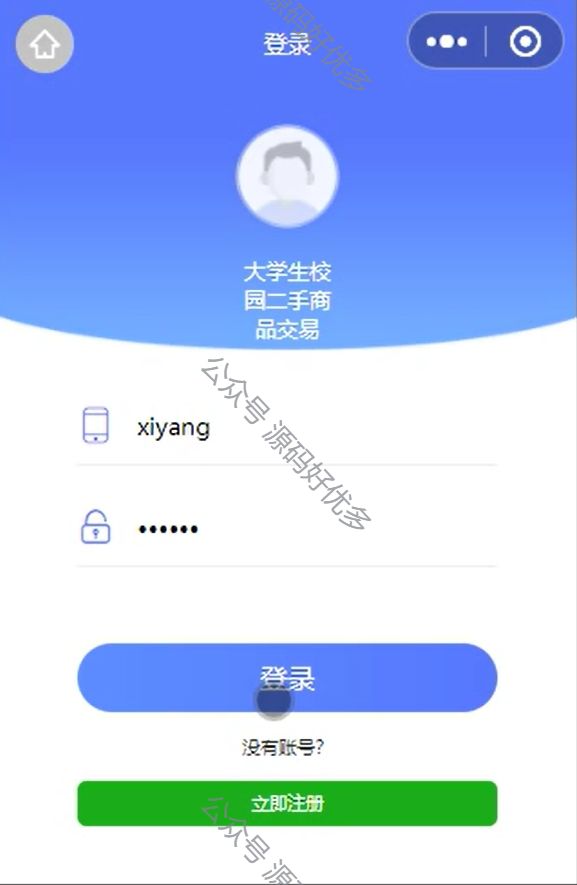 登录
大学生校
园二手商
品交易
xiyang
••••••
登录
没有账号?
立即注册
源码好优多
公众号 源码好优多
公众号 源